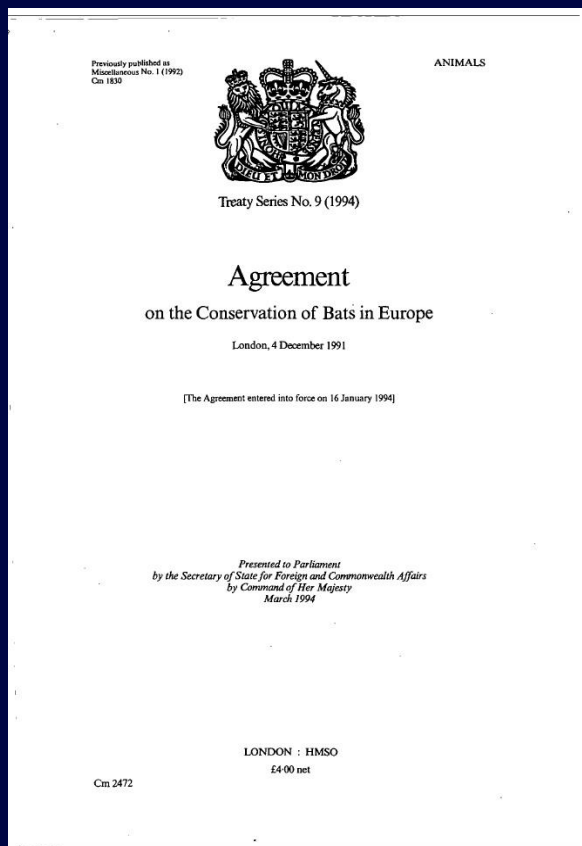 Previously published as
Miscellaneous No. 1 (1992)
Cm 1830
ANIMALS
DIEU ET MON DROIT
Treaty Series No. 9 (1994)
Agreement
on the Conservation of Bats in Europe
London, 4 December 1991
[The Agreement entered into force on 16 January 1994]
Presented to Parliament
by the Secretary of State for Foreign and Commonwealth Affairs
by Command of Her Majesty
March 1994
LONDON : HMSO
£4·00 net
Cm 2472